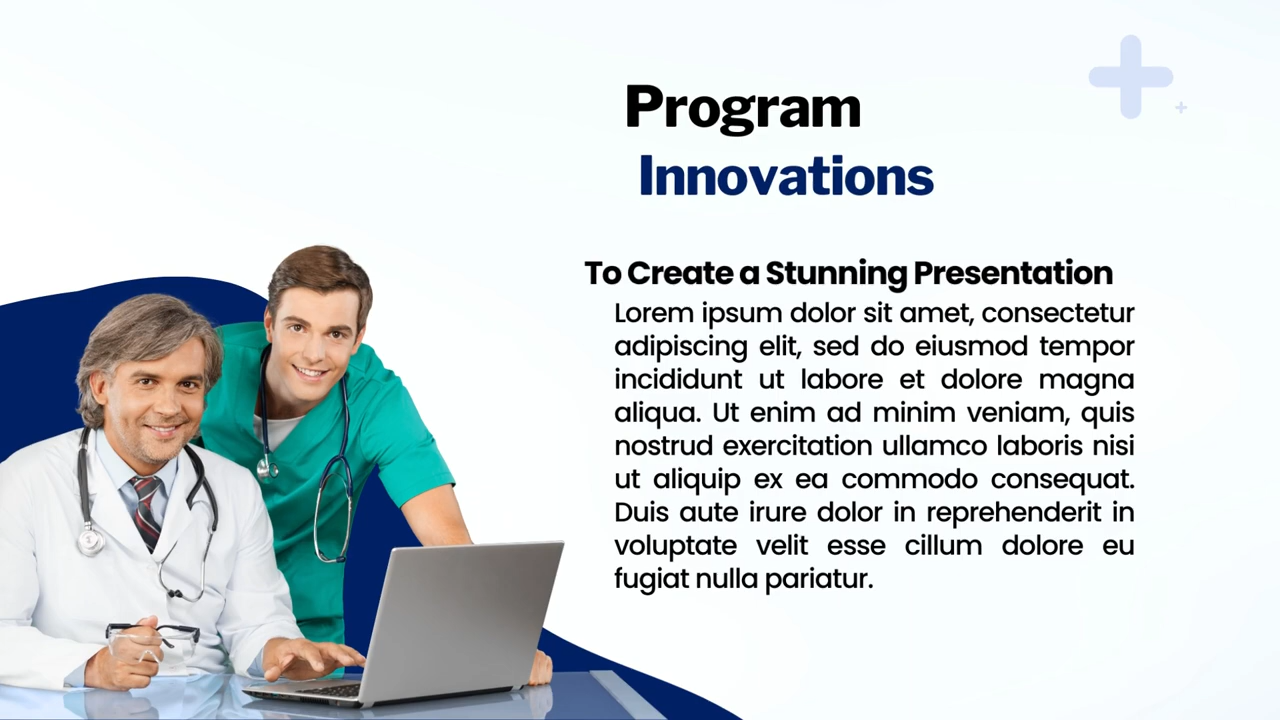 Program
Innovations
To Create a Stunning Presentation
Lorem ipsum dolor sit amet, consectetur
adipiscing elit, sed do eiusmod tempor
incididunt ut labore et dolore magna
aliqua. Ut enim ad minim veniam, quis
nostrud exercitation ullamco laboris nisi
ut aliquip ex ea commodo consequat.
Duis aute irure dolor in reprehenderit in
voluptate velit esse cillum dolore eu
fugiat nulla pariatur.